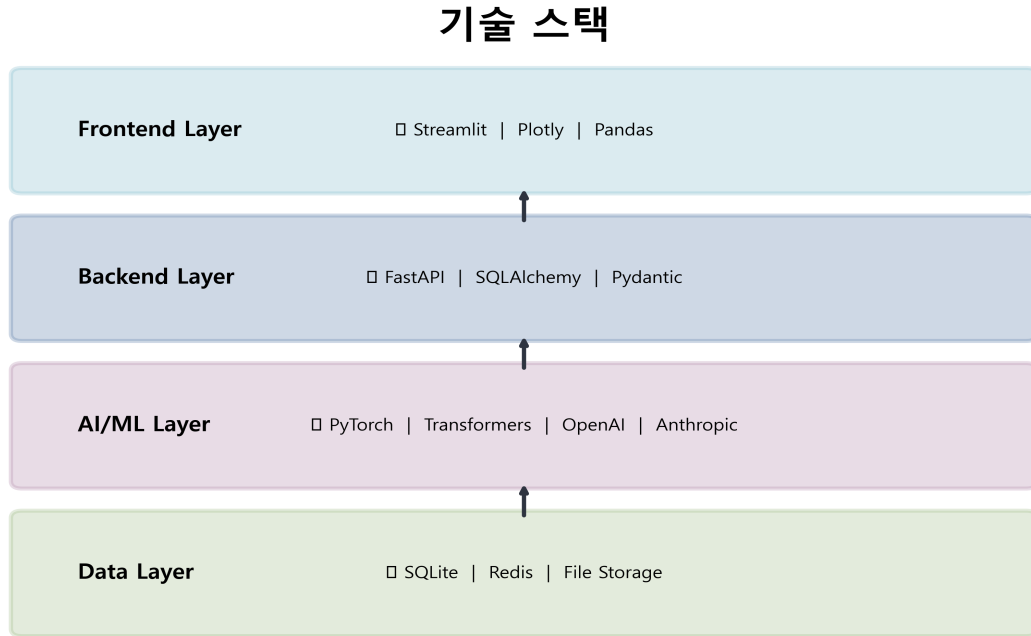 기술 스택
Frontend Layer
▯ Streamlit | Plotly | Pandas
Backend Layer
▯ FastAPI | SQLAlchemy | Pydantic
AI/ML Layer
▯ PyTorch | Transformers | OpenAI | Anthropic
Data Layer
▯ SQLite | Redis | File Storage